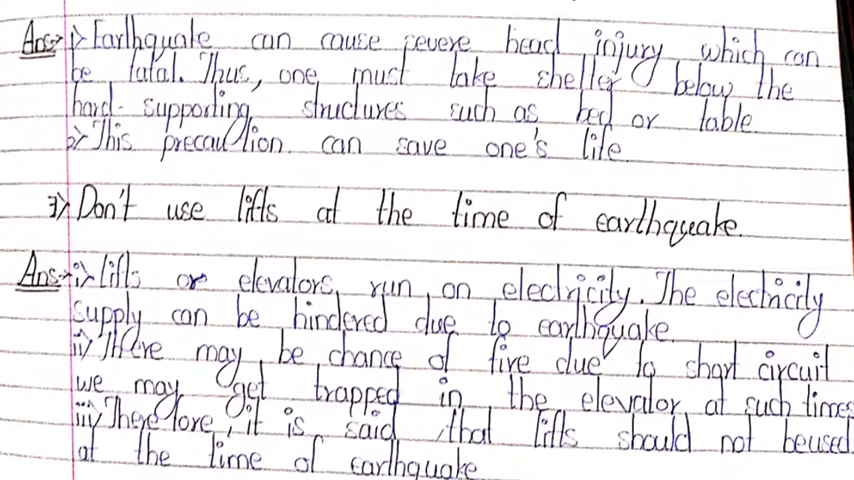 Ans:- i> Earthquake can cause severe head injury which can
be fatal. Thus, one must take shelter below the
hard-supporting structures such as bed or table
2> This precaution can save one's life
3> Don't use lifts at the time of earthquake.
Ans:- i> lifts or elevators, run on electricity. The electricity
supply can be hindered due to earthquake.
ii> There may be chance of fire due to short circuit
we may get trapped in the elevator at such times
iii> Therefore, it is said that lifts should not be used
at the time of earthquake